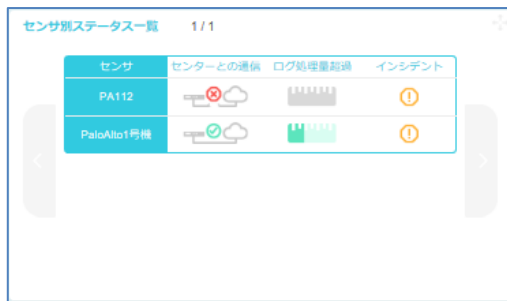 センサ別ステータス一覧 1 / 1
センサ センターとの通信 ログ処理量超過 インシデント
PA112
PaloAlto1号機